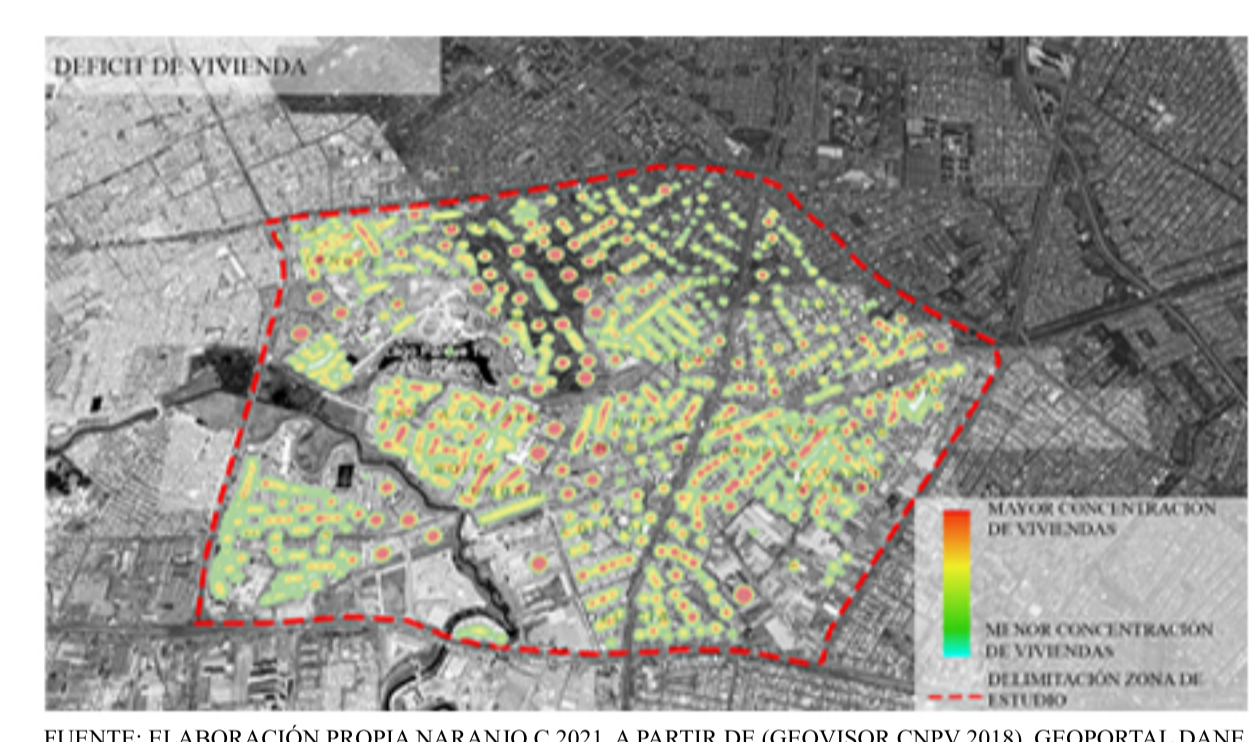 DEFICIT DE VIVIENDA
MAYOR CONCENTRACIÓN
DE VIVIENDAS
MENOR CONCENTRACIÓN
DE VIVIENDAS
DELIMITACIÓN ZONA DE
ESTUDIO
FUENTE: ELABORACIÓN PROPIA NARANJO C 2021, A PARTIR DE (GEOVISOR CNPV 2018). GEOPORTAL DANE